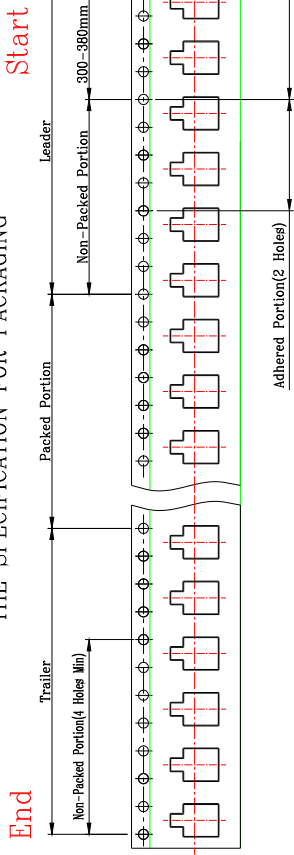 THE SPECIFICATION FOR PACKAGING
Start
300-380mm
Leader
Non-Packed Portion
Adhered Portion(2 Holes)
Packed Portion
Trailer
Non-Packed Portion(4 Holes Min)
End